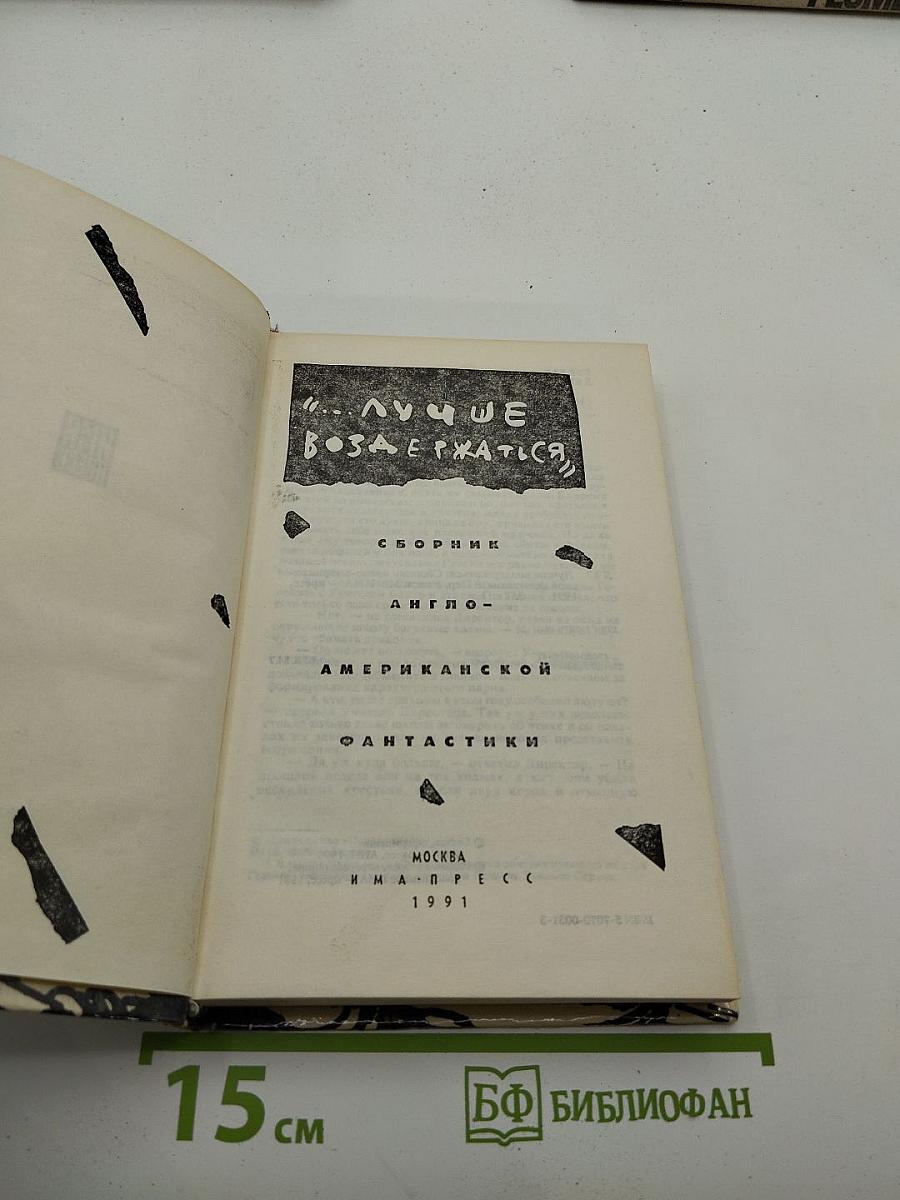 „...ЛУЧШЕ
ВОЗДЕРЖАТЬСЯ„
СБОРНИК
АНГЛО-
АМЕРИКАНСКОЙ
ФАНТАСТИКИ
МОСКВА
ИМА-ПРЕСС
1991
15 см
БФ БИБЛИОФАН